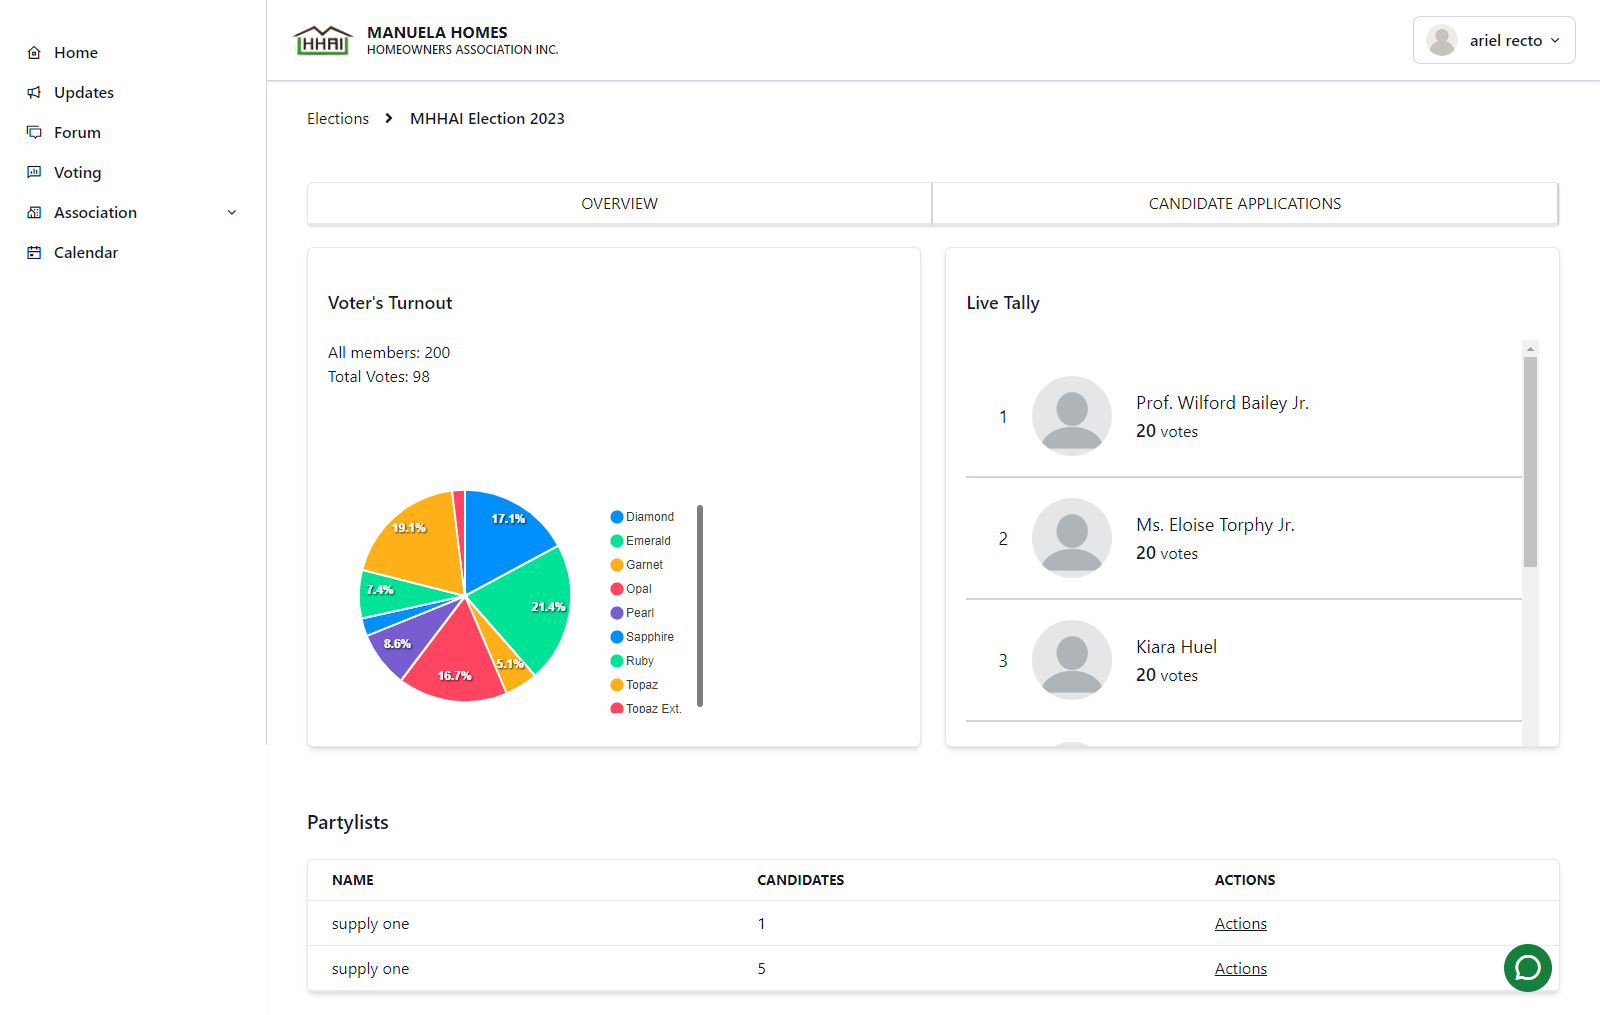 Home
Updates
Forum
Voting
Association
Calendar
HHAI
MANUELA HOMES
HOMEOWNERS ASSOCIATION INC.
ariel recto
Elections MHHAI Election 2023
OVERVIEW
CANDIDATE APPLICATIONS
Voter's Turnout
All members: 200
Total Votes: 98
17.1%
21.4%
5.1%
16.7%
8.6%
7.4%
19.1%
Diamond
Emerald
Garnet
Opal
Pearl
Sapphire
Ruby
Topaz
Topaz Ext.
Live Tally
1
Prof. Wilford Bailey Jr.
20 votes
2
Ms. Eloise Torphy Jr.
20 votes
3
Kiara Huel
20 votes
Partylists
NAME CANDIDATES ACTIONS
supply one 1 Actions
supply one 5 Actions